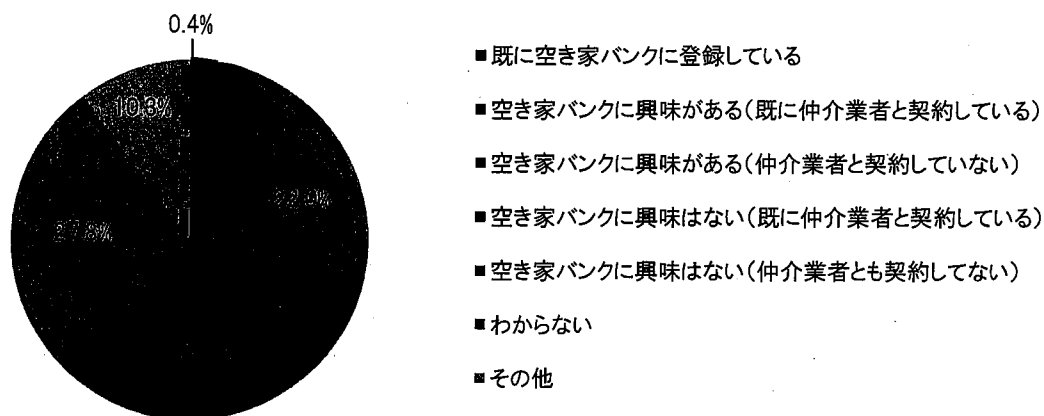 0.4%
10.3%
■既に空き家バンクに登録している
■空き家バンクに興味がある(既に仲介業者と契約している)
■空き家バンクに興味がある(仲介業者と契約していない)
■空き家バンクに興味はない(既に仲介業者と契約している)
■空き家バンクに興味はない(仲介業者とも契約してない)
■わからない
■その他